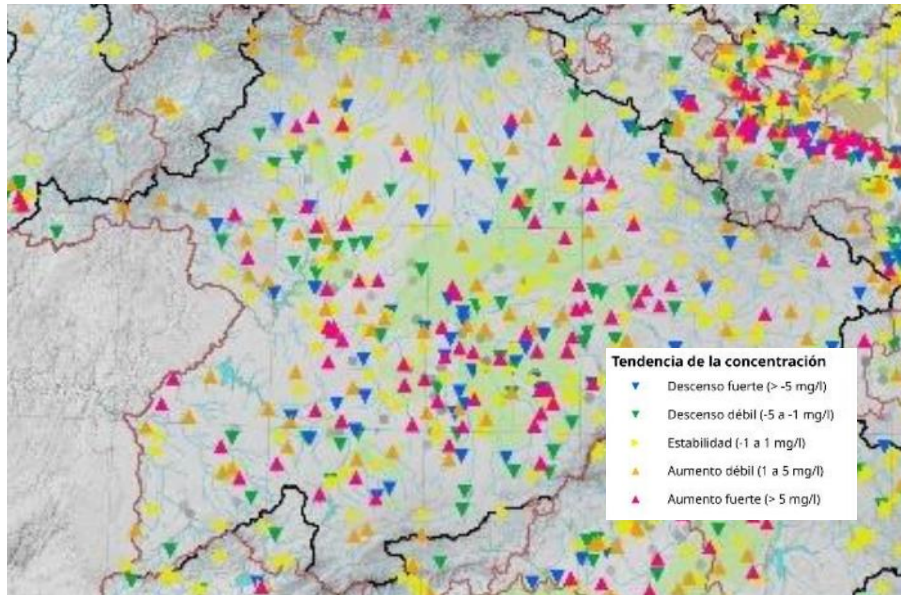 Tendencia de la concentración
Descenso fuerte (> -5 mg/l)
Descenso débil (-5 a -1 mg/l)
Estabilidad (-1 a 1 mg/l)
Aumento débil (1 a 5 mg/l)
Aumento fuerte (> 5 mg/l)